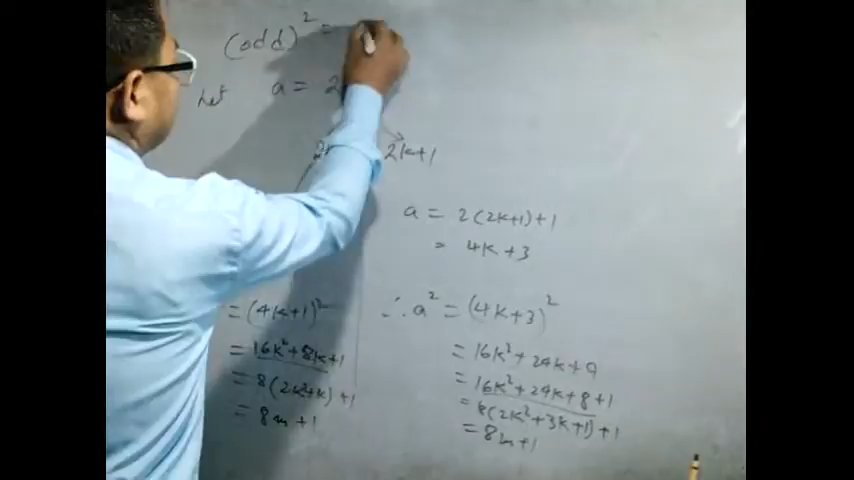 (odd)² =
Let a = 2
2k+1
a = 2(2k+1)+1
= 4k+3
= (4k+1)²
= 16k²+8k+1
= 8(2k²+k)+1
= 8m+1
∴ a² = (4k+3)²
= 16k²+24k+9
= 16k²+24k+8+1
= 8(2k²+3k+1)+1
= 8m+1